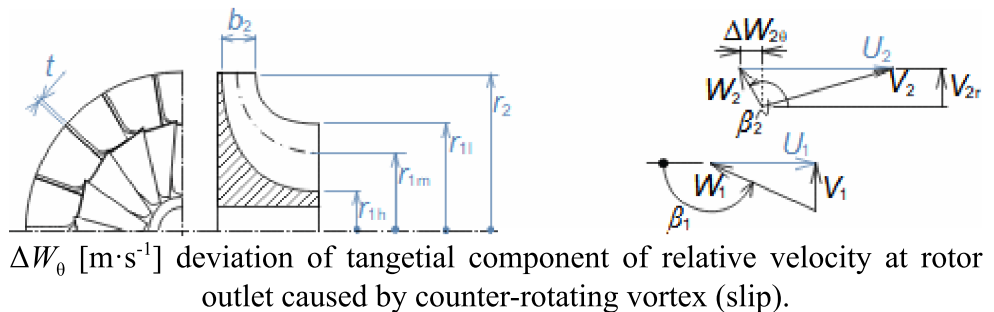 b2
t
r2
r1l
r1m
r1h
ΔW2θ
U2
W2
V2
V2r
β2
U1
W1
V1
β1
ΔWθ [m·s-1] deviation of tangetial component of relative velocity at rotor
outlet caused by counter-rotating vortex (slip).